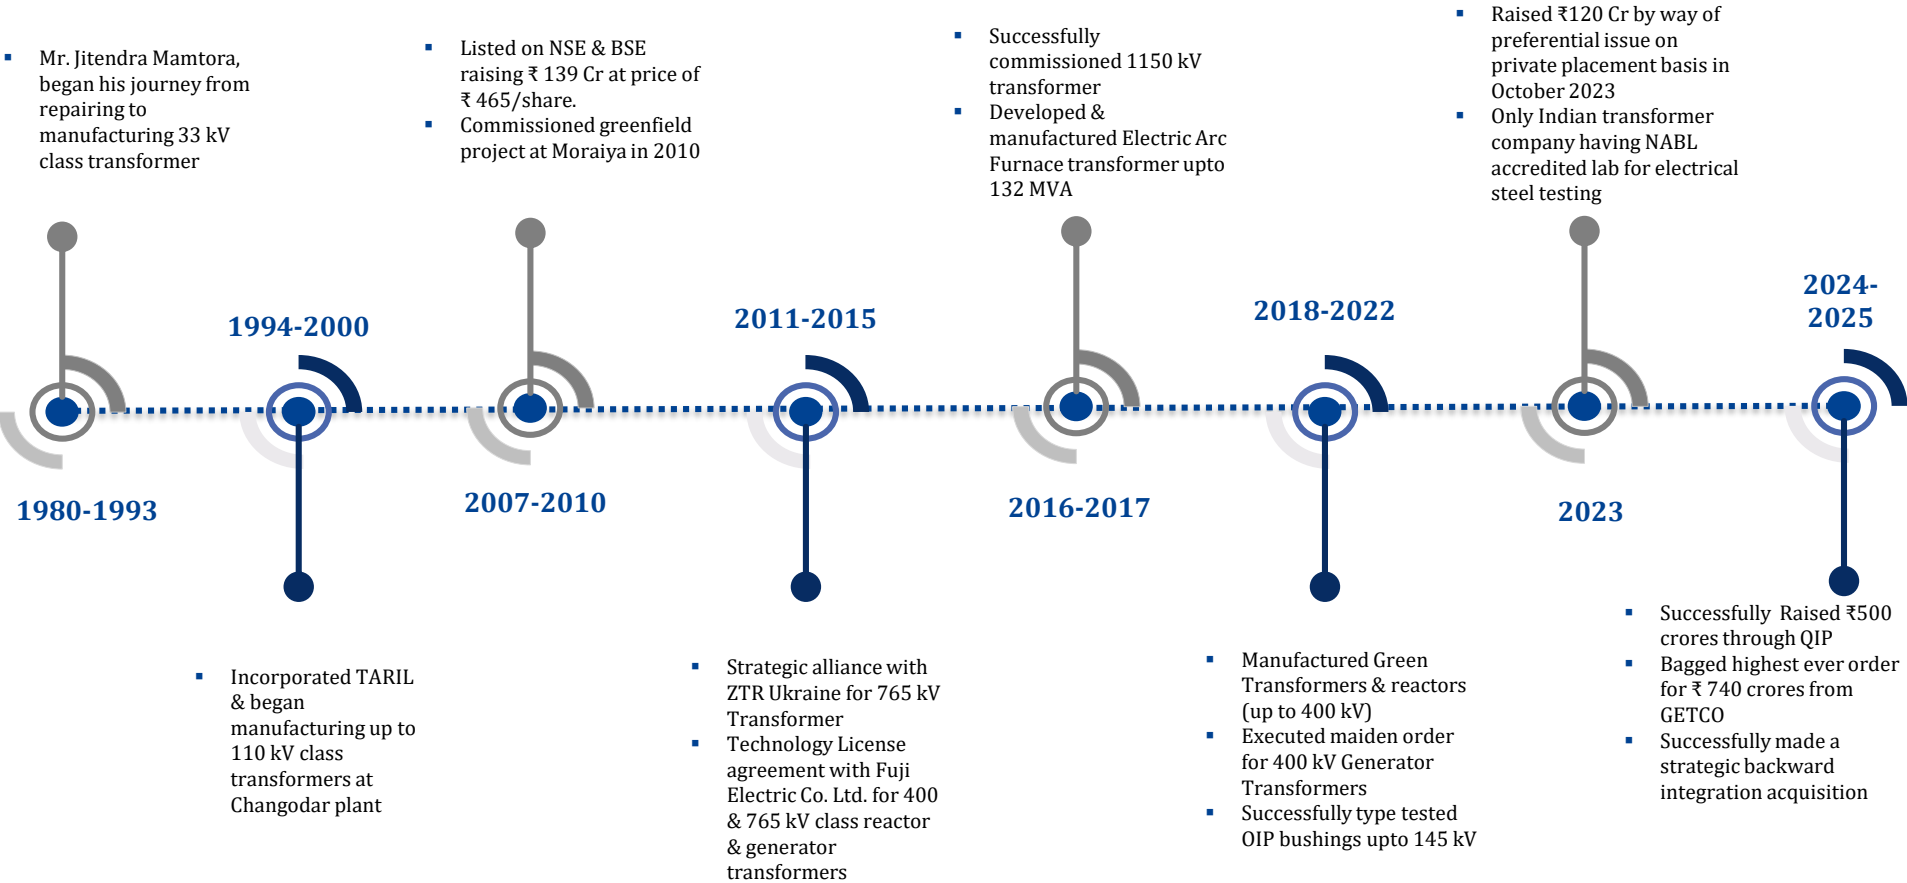 ▪ Mr. Jitendra Mamtora,
began his journey from
repairing to
manufacturing 33 kV
class transformer
1980-1993
1994-2000
▪ Incorporated TARIL
& began
manufacturing up to
110 kV class
transformers at
Changodar plant
▪ Listed on NSE & BSE
raising ₹ 139 Cr at price of
₹ 465/share.
▪ Commissioned greenfield
project at Moraiya in 2010
2007-2010
2011-2015
▪ Strategic alliance with
ZTR Ukraine for 765 kV
Transformer
▪ Technology License
agreement with Fuji
Electric Co. Ltd. for 400
& 765 kV class reactor
& generator
transformers
▪ Successfully
commissioned 1150 kV
transformer
▪ Developed &
manufactured Electric Arc
Furnace transformer upto
132 MVA
2016-2017
2018-2022
▪ Manufactured Green
Transformers & reactors
(up to 400 kV)
▪ Executed maiden order
for 400 kV Generator
Transformers
▪ Successfully type tested
OIP bushings upto 145 kV
▪ Raised ₹120 Cr by way of
preferential issue on
private placement basis in
October 2023
▪ Only Indian transformer
company having NABL
accredited lab for electrical
steel testing
2023
2024-
2025
▪ Successfully Raised ₹500
crores through QIP
▪ Bagged highest ever order
for ₹ 740 crores from
GETCO
▪ Successfully made a
strategic backward
integration acquisition